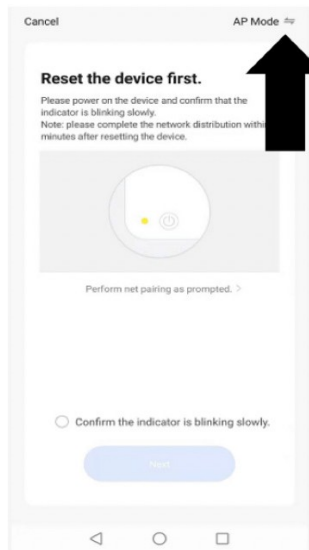 Cancel
AP Mode
Reset the device first.
Please power on the device and confirm that the
indicator is blinking slowly.
Note: please complete the network distribution within
minutes after resetting the device.
Perform net pairing as prompted. >
Confirm the indicator is blinking slowly.
Next